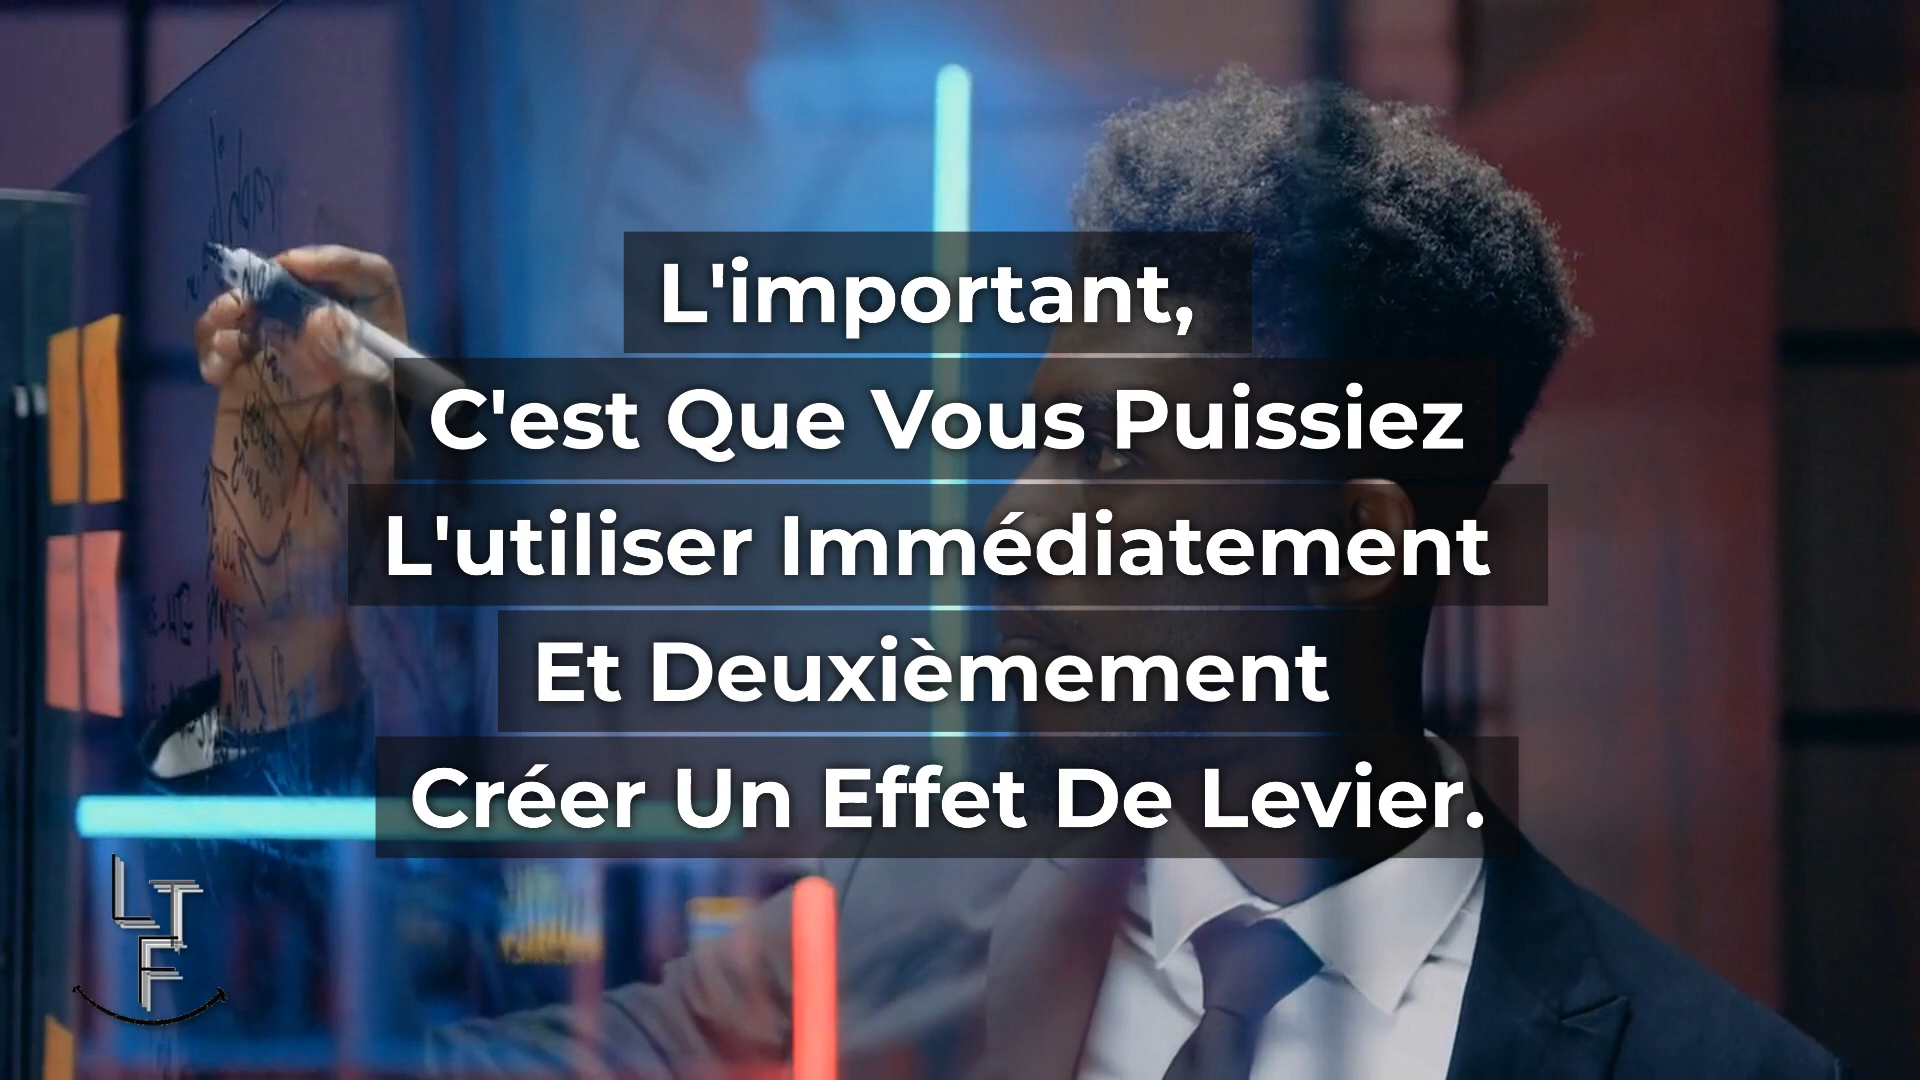 L'important,
C'est Que Vous Puissiez
L'utiliser Immédiatement
Et Deuxièmement
Créer Un Effet De Levier.
LTF